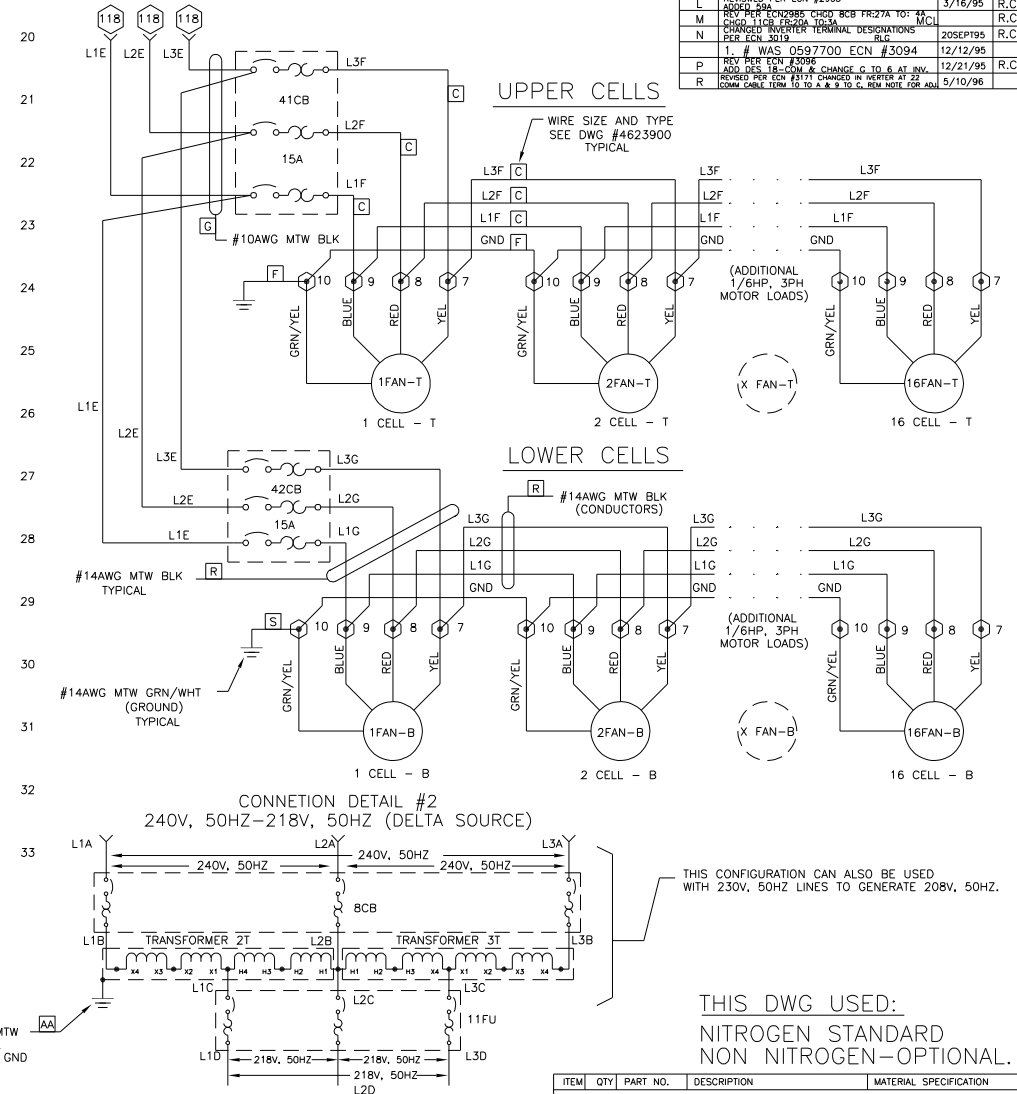 118 118 118
L1E L2E L3E
20
21
22
23
24
25
26
27
28
29
30
31
32
33
L
ADDED 59A
3/16/95
R.C
M
REV PER ECN2985 CHGD 8CB FR:27A TO: 4A
CHGD 11CB FR:20A TO:3A MCL
R.C
N
CHANGED INVERTER TERMINAL DESIGNATIONS
PER ECN 3019 RLG
20SEPT95
R.C
1. # WAS 0597700 ECN #3094
12/12/95
P
REV PER ECN #3096
ADD DES 18-COM & CHANGE G TO 6 AT INV.
12/21/95
R.C
R
REVISED PER ECN #3171 CHANGED IN IVERTER AT 22
COMM CABLE TERM 10 TO A & 9 TO C, REM NOTE FOR ADJ.
5/10/96
L3F
41CB
C
L2F
C
15A
L1F
C
G
#10AWG MTW BLK
UPPER CELLS
WIRE SIZE AND TYPE
SEE DWG #4623900
TYPICAL
L3F C L3F L3F
L2F C L2F L2F
L1F C L1F L1F
GND F GND GND
F
10 9 8 7 10 9 8 7 10 9 8 7
(ADDITIONAL
1/6HP, 3PH
MOTOR LOADS)
GRN/YEL BLUE RED YEL GRN/YEL BLUE RED YEL GRN/YEL BLUE RED YEL
1FAN-T 2FAN-T X FAN-T 16FAN-T
1 CELL - T 2 CELL - T 16 CELL - T
L1E
L2E
L3E
L3G
42CB
L2E
L2G
15A
L1E
L1G
LOWER CELLS
R
#14AWG MTW BLK
(CONDUCTORS)
#14AWG MTW BLK R
TYPICAL
L3G L3G L3G
L2G L2G L2G
L1G L1G L1G
GND GND GND
S
10 9 8 7 10 9 8 7 10 9 8 7
(ADDITIONAL
1/6HP, 3PH
MOTOR LOADS)
GRN/YEL BLUE RED YEL GRN/YEL BLUE RED YEL GRN/YEL BLUE RED YEL
#14AWG MTW GRN/WHT
(GROUND)
TYPICAL
1FAN-B 2FAN-B X FAN-B 16FAN-B
1 CELL - B 2 CELL - B 16 CELL - B
CONNETION DETAIL #2
240V, 50HZ-218V, 50HZ (DELTA SOURCE)
L1A L2A L3A
240V, 50HZ
240V, 50HZ 240V, 50HZ
8CB
THIS CONFIGURATION CAN ALSO BE USED
WITH 230V, 50HZ LINES TO GENERATE 208V, 50HZ.
L1B TRANSFORMER 2T L2B TRANSFORMER 3T L3B
X4 X3 X2 X1 H4 H3 H2 H1 H1 H2 H3 X4 X1 X2 X3 X4
L1C L2C L3C
11FU
MTW AA
GND
L1D 218V, 50HZ 218V, 50HZ L3D
218V, 50HZ
L2D
THIS DWG USED:
NITROGEN STANDARD
NON NITROGEN-OPTIONAL.
ITEM QTY PART NO. DESCRIPTION MATERIAL SPECIFICATION